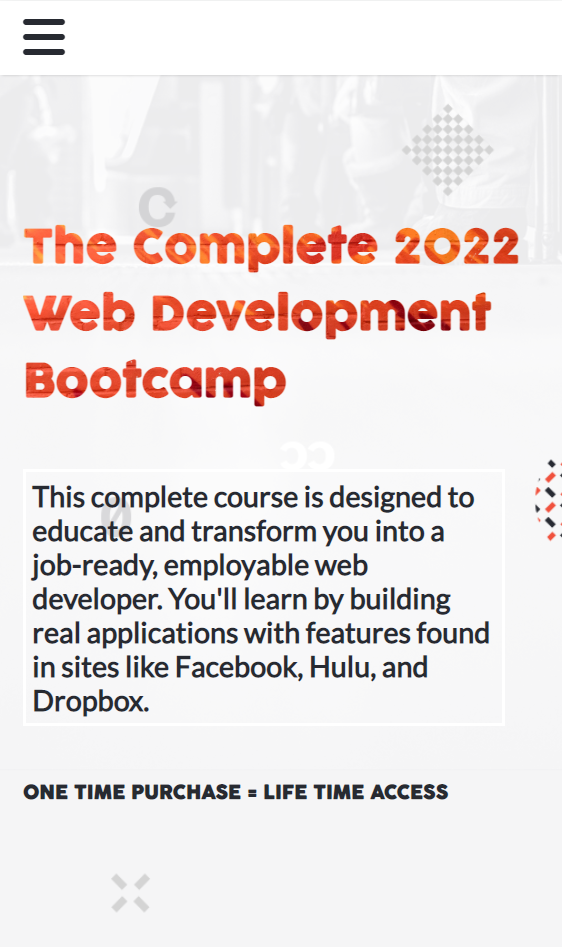 The Complete 2022
Web Development
Bootcamp
This complete course is designed to
educate and transform you into a
job-ready, employable web
developer. You'll learn by building
real applications with features found
in sites like Facebook, Hulu, and
Dropbox.
ONE TIME PURCHASE = LIFE TIME ACCESS